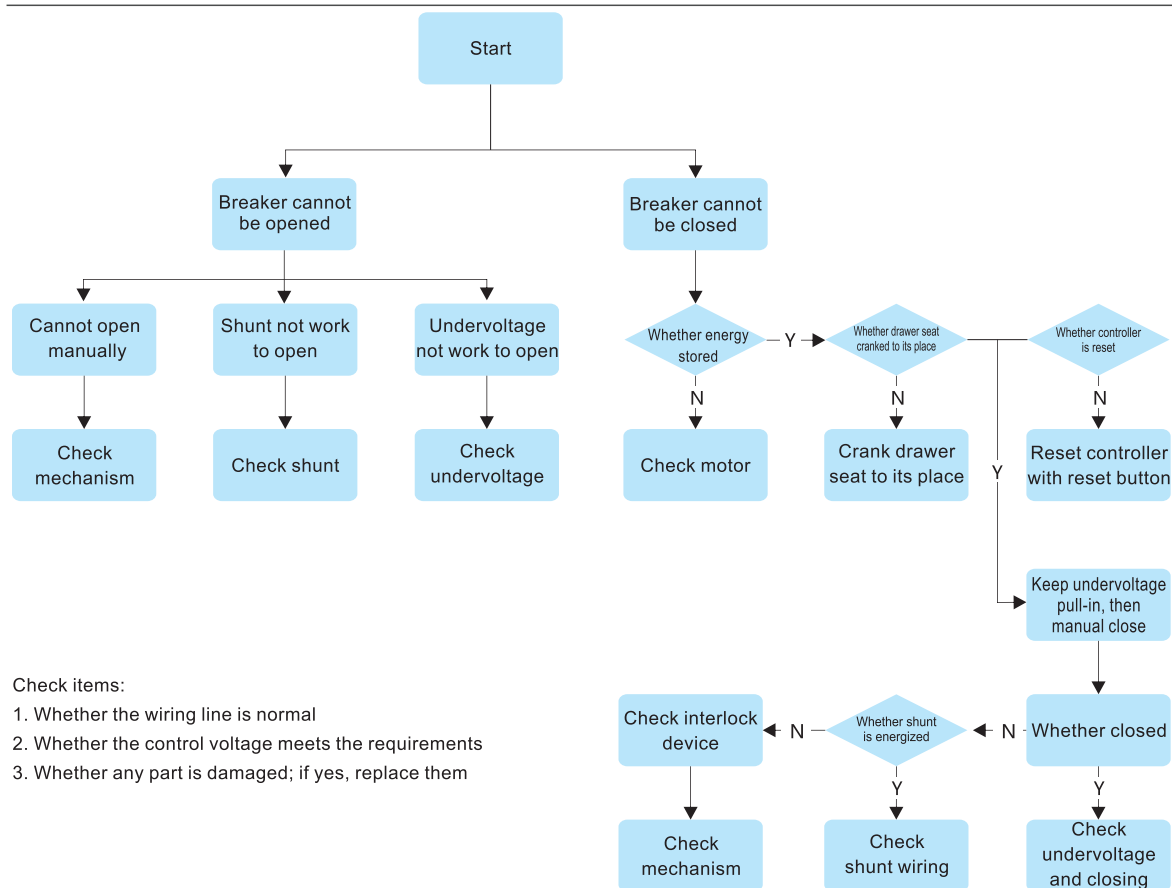 Start
Breaker cannot
be opened
Breaker cannot
be closed
Cannot open
manually
Shunt not work
to open
Undervoltage
not work to open
Whether energy
stored
Y
Whether drawer seat
cranked to its place
Whether controller
is reset
N
N
N
Check
mechanism
Check shunt
Check
undervoltage
Check motor
Crank drawer
seat to its place
Y
Reset controller
with reset button
Keep undervoltage
pull-in, then
manual close
Check items:
1. Whether the wiring line is normal
2. Whether the control voltage meets the requirements
3. Whether any part is damaged; if yes, replace them
Check interlock
device
N
Whether shunt
is energized
N
Whether closed
Y
Y
Check
mechanism
Check
shunt wiring
Check
undervoltage
and closing